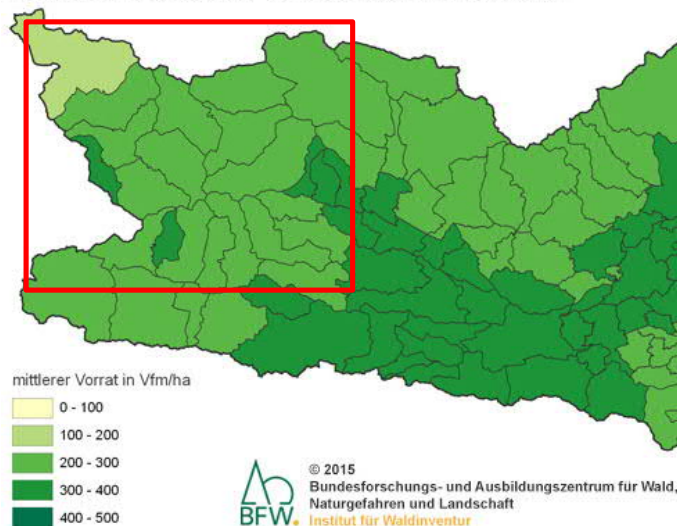 mittlerer Vorrat in Vfm/ha
0 - 100
100 - 200
200 - 300
300 - 400
400 - 500
BFW.
© 2015
Bundesforschungs- und Ausbildungszentrum für Wald,
Naturgefahren und Landschaft
Institut für Waldinventur